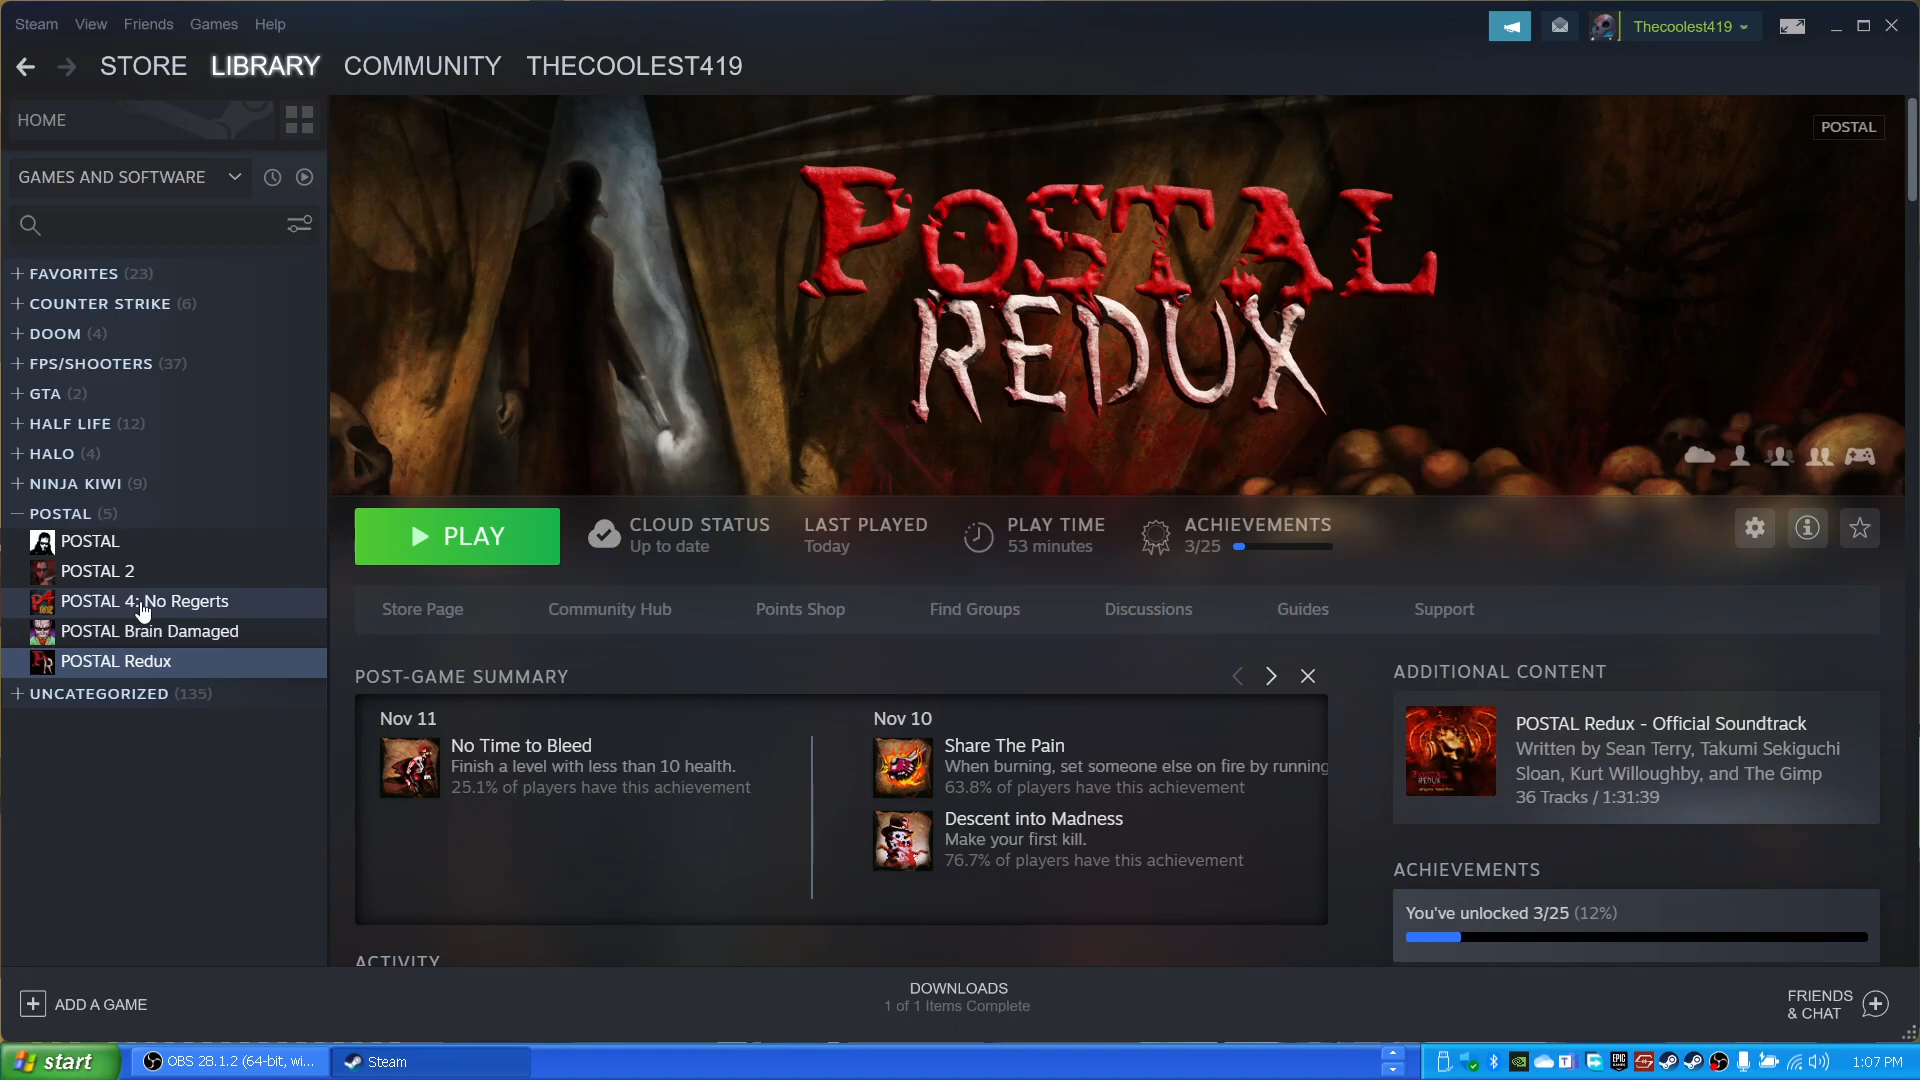 Steam View Friends Games Help
Thecoolest419
STORE LIBRARY COMMUNITY THECOOLEST419
HOME
POSTAL
GAMES AND SOFTWARE
POSTAL
REDUX
+ FAVORITES (23)
+ COUNTER STRIKE (6)
+ DOOM (4)
+ FPS/SHOOTERS (37)
+ GTA (2)
+ HALF LIFE (12)
+ HALO (4)
+ NINJA KIWI (9)
— POSTAL (5)
POSTAL
POSTAL 2
POSTAL 4: No Regerts
POSTAL Brain Damaged
POSTAL Redux
+ UNCATEGORIZED (135)
PLAY
CLOUD STATUS
Up to date
LAST PLAYED
Today
PLAY TIME
53 minutes
ACHIEVEMENTS
3/25
Store Page Community Hub Points Shop Find Groups Discussions Guides Support
POST-GAME SUMMARY
Nov 11
No Time to Bleed
Finish a level with less than 10 health.
25.1% of players have this achievement
Nov 10
Share The Pain
When burning, set someone else on fire by running
63.8% of players have this achievement
Descent into Madness
Make your first kill.
76.7% of players have this achievement
ADDITIONAL CONTENT
POSTAL Redux - Official Soundtrack
Written by Sean Terry, Takumi Sekiguchi
Sloan, Kurt Willoughby, and The Gimp
36 Tracks / 1:31:39
ACHIEVEMENTS
You've unlocked 3/25 (12%)
ACTIVITY
ADD A GAME
DOWNLOADS
1 of 1 Items Complete
FRIENDS
& CHAT
start
OBS 28.1.2 (64-bit, wi...
Steam
1:07 PM